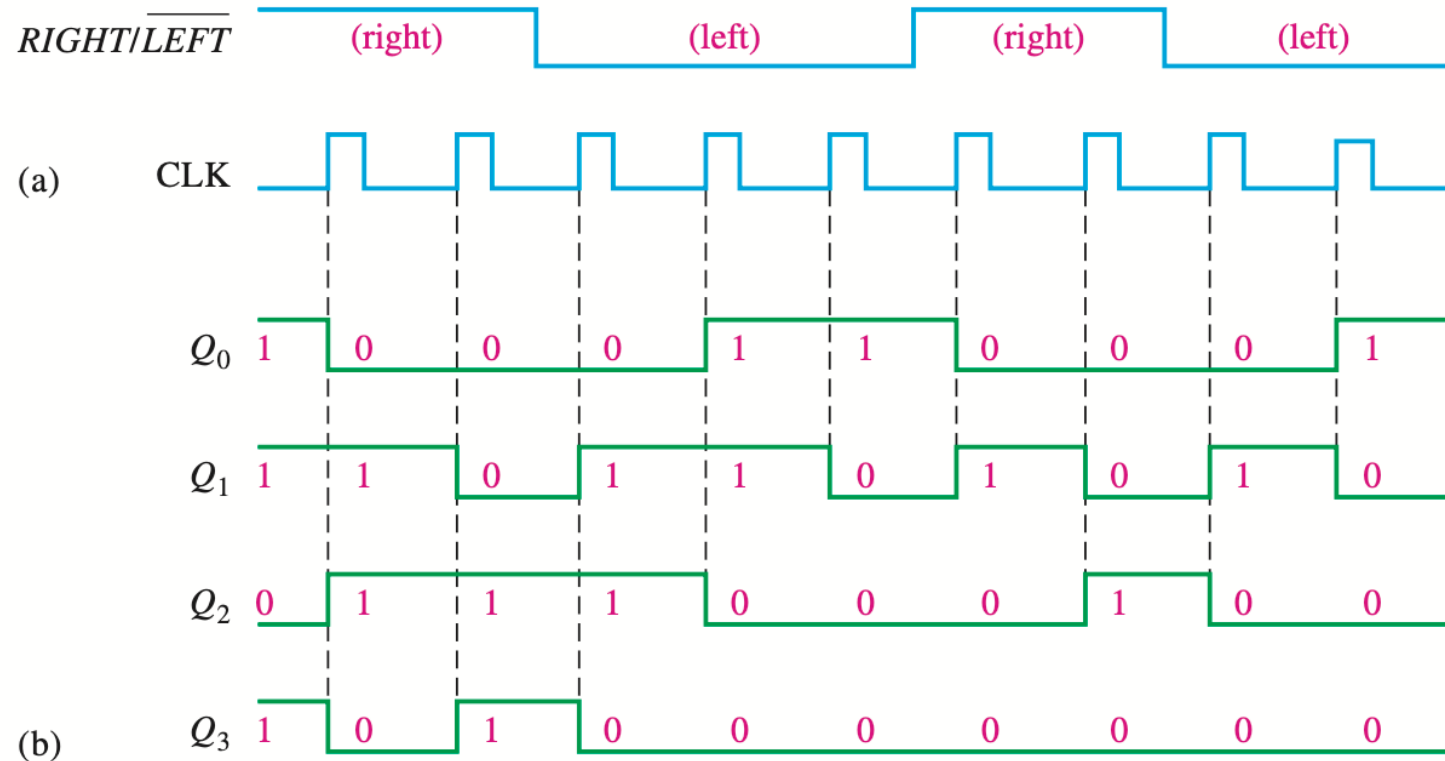 RIGHT/LEFT (right) (left) (right) (left)
(a) CLK
Q0 1 0 0 0 1 1 0 0 0 1
Q1 1 1 0 1 1 0 1 0 1 0
Q2 0 1 1 1 0 0 0 1 0 0
(b) Q3 1 0 1 0 0 0 0 0 0 0